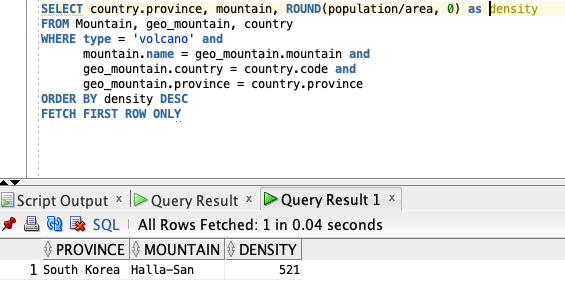 SELECT country.province, mountain, ROUND(population/area, 0) as density
FROM Mountain, geo_mountain, country
WHERE type = 'volcano' and
mountain.name = geo_mountain.mountain and
geo_mountain.country = country.code and
geo_mountain.province = country.province
ORDER BY density DESC
FETCH FIRST ROW ONLY
Script Output x Query Result x Query Result 1 x
SQL | All Rows Fetched: 1 in 0.04 seconds
PROVINCE MOUNTAIN DENSITY
1 South Korea Halla-San 521